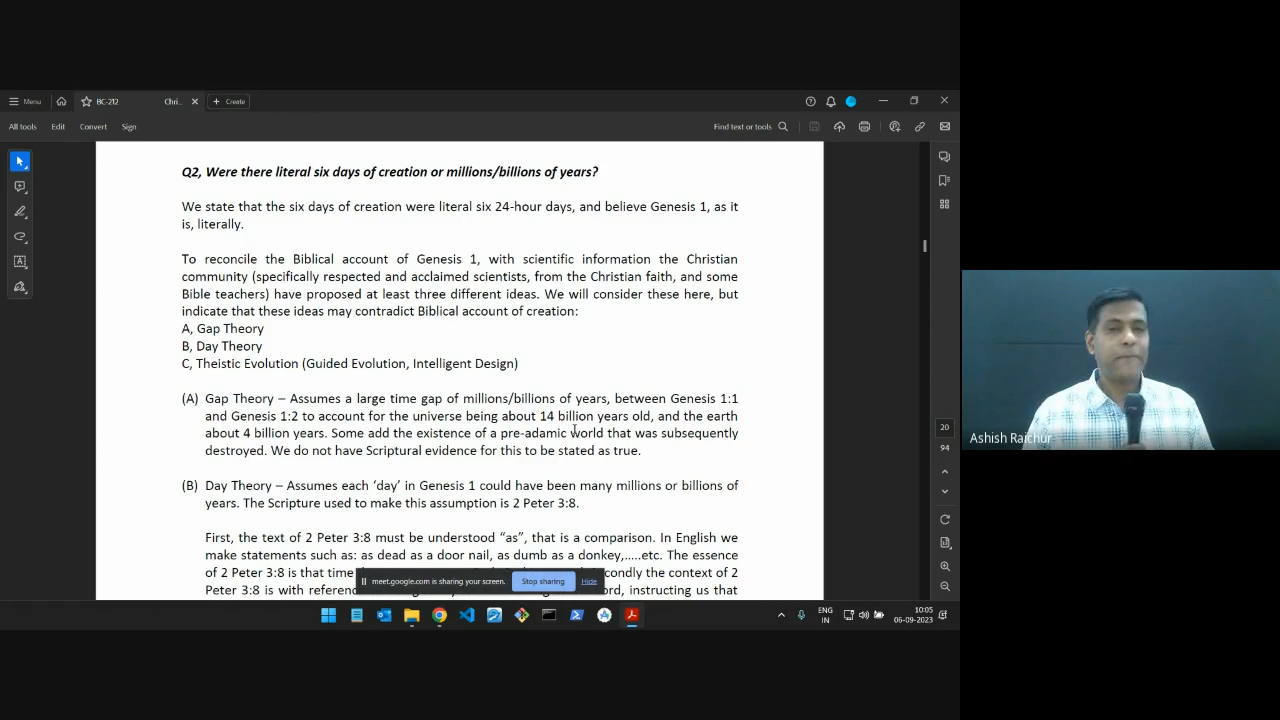 Menu
BC-212
Chri...
Create
All tools
Edit
Convert
Sign
Find text or tools
Q2, Were there literal six days of creation or millions/billions of years?
We state that the six days of creation were literal six 24-hour days, and believe Genesis 1, as it
is, literally.
To reconcile the Biblical account of Genesis 1, with scientific information the Christian
community (specifically respected and acclaimed scientists, from the Christian faith, and some
Bible teachers) have proposed at least three different ideas. We will consider these here, but
indicate that these ideas may contradict Biblical account of creation:
A, Gap Theory
B, Day Theory
C, Theistic Evolution (Guided Evolution, Intelligent Design)
(A) Gap Theory – Assumes a large time gap of millions/billions of years, between Genesis 1:1
and Genesis 1:2 to account for the universe being about 14 billion years old, and the earth
about 4 billion years. Some add the existence of a pre-adamic world that was subsequently
destroyed. We do not have Scriptural evidence for this to be stated as true.
(B) Day Theory – Assumes each ‘day’ in Genesis 1 could have been many millions or billions of
years. The Scripture used to make this assumption is 2 Peter 3:8.
First, the text of 2 Peter 3:8 must be understood “as”, that is a comparison. In English we
make statements such as: as dead as a door nail, as dumb as a donkey,.....etc. The essence
of 2 Peter 3:8 is that time
condly the context of 2
Peter 3:8 is with
ord, instructing us that
meet.google.com is sharing your screen.
Stop sharing
Hide
20
94
ENG
IN
10:05
06-09-2023
Ashish Raichur